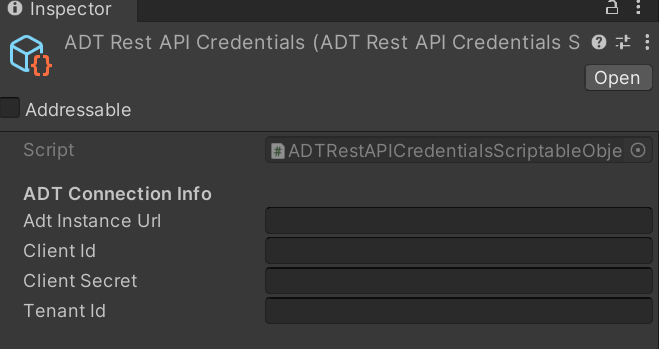 Inspector
ADT Rest API Credentials (ADT Rest API Credentials S
Open
Addressable
Script
ADTRestAPICredentialsScriptableObje
ADT Connection Info
Adt Instance Url
Client Id
Client Secret
Tenant Id